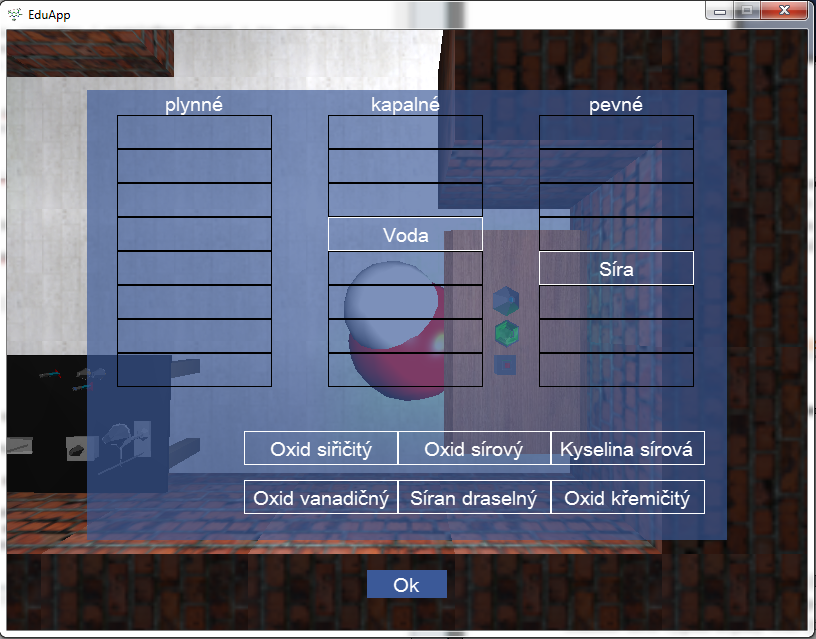 EduApp
plynné kapalné pevné
Voda
Síra
Oxid siřičitý Oxid sírový Kyselina sírová
Oxid vanadičný Síran draselný Oxid křemičitý
Ok